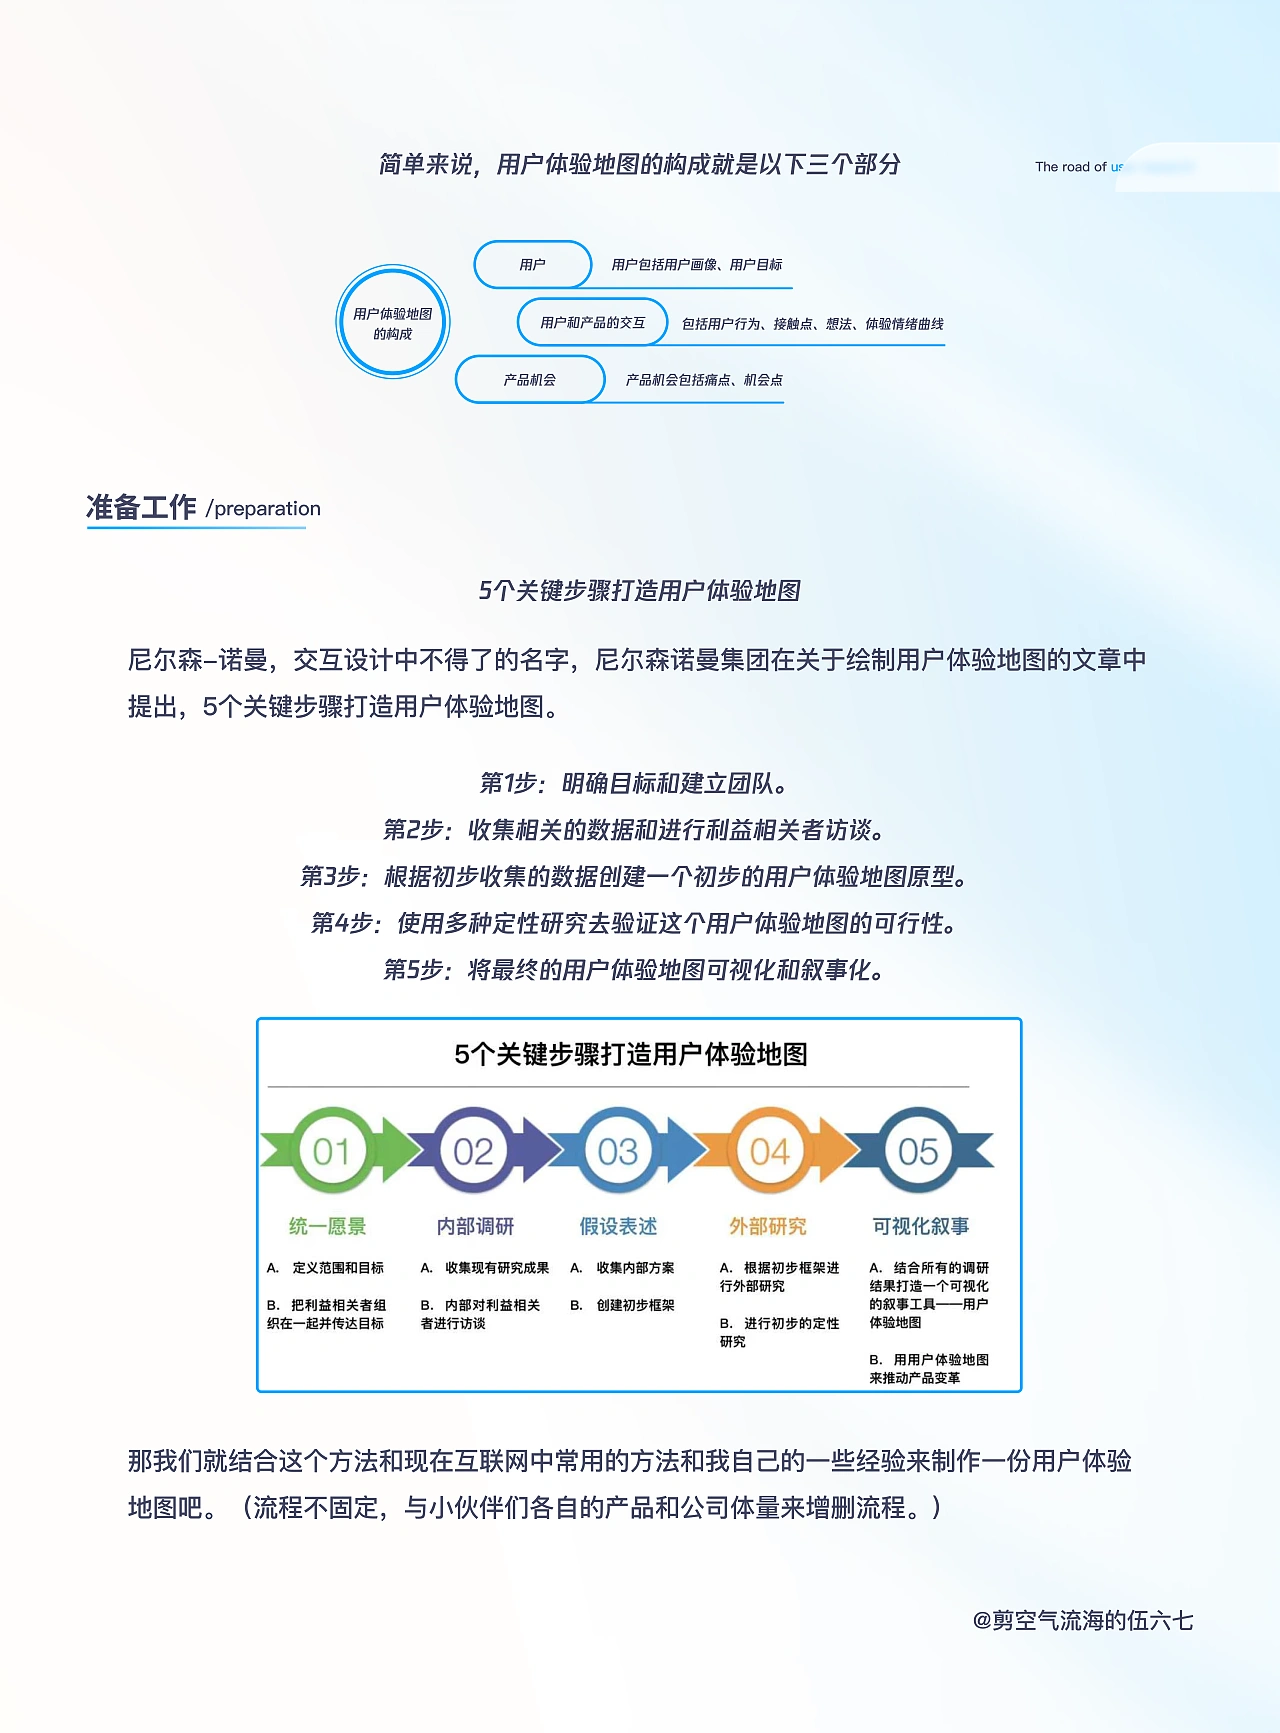 简单来说，用户体验地图的构成就是以下三个部分
The road of
用户体验地图
的构成
用户
用户包括用户画像、用户目标
用户和产品的交互
包括用户行为、接触点、想法、体验情绪曲线
产品机会
产品机会包括痛点、机会点
准备工作 /preparation
5个关键步骤打造用户体验地图
尼尔森-诺曼，交互设计中不得了的名字，尼尔森诺曼集团在关于绘制用户体验地图的文章中
提出，5个关键步骤打造用户体验地图。
第1步：明确目标和建立团队。
第2步：收集相关的数据和进行利益相关者访谈。
第3步：根据初步收集的数据创建一个初步的用户体验地图原型。
第4步：使用多种定性研究去验证这个用户体验地图的可行性。
第5步：将最终的用户体验地图可视化和叙事化。
5个关键步骤打造用户体验地图
01
02
03
04
05
统一愿景
内部调研
假设表述
外部研究
可视化叙事
A. 定义范围和目标
B. 把利益相关者组
织在一起并传达目标
A. 收集现有研究成果
B. 内部对利益相关
者进行访谈
A. 收集内部方案
B. 创建初步框架
A. 根据初步框架进
行外部研究
B. 进行初步的定性
研究
A. 结合所有的调研
结果打造一个可视化
的叙事工具——用户
体验地图
B. 用用户体验地图
来推动产品变革
那我们就结合这个方法和现在互联网中常用的方法和我自己的一些经验来制作一份用户体验
地图吧。（流程不固定，与小伙伴们各自的产品和公司体量来增删流程。）
@剪空气流海的伍六七